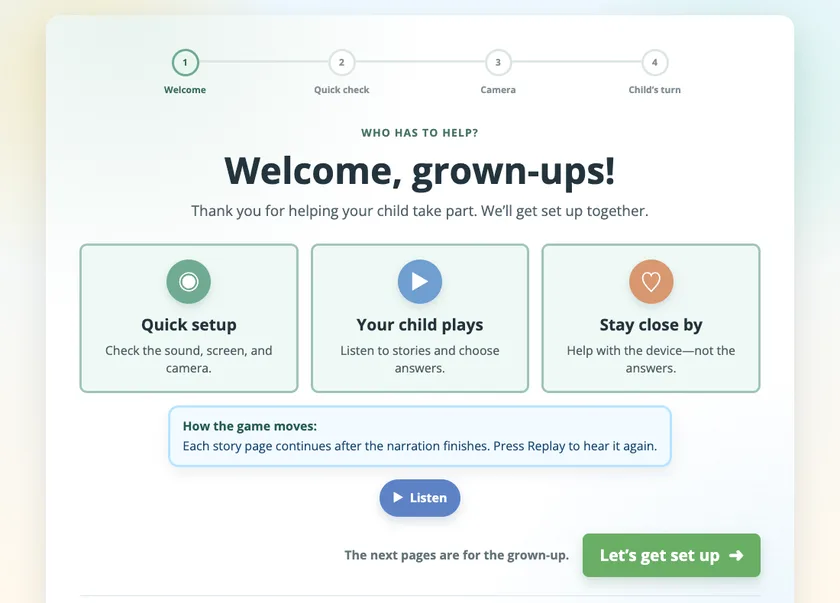 1
2
3
4
Welcome
Quick check
Camera
Child's turn
WHO HAS TO HELP?
Welcome, grown-ups!
Thank you for helping your child take part. We'll get set up together.
Quick setup
Check the sound, screen, and
camera.
Your child plays
Listen to stories and choose
answers.
Stay close by
Help with the device—not the
answers.
How the game moves:
Each story page continues after the narration finishes. Press Replay to hear it again.
Listen
The next pages are for the grown-up.
Let's get set up